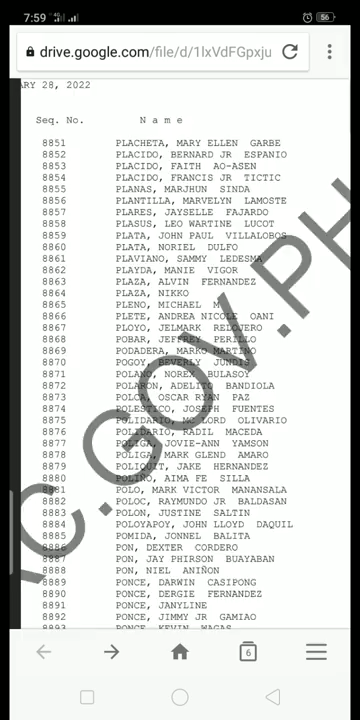 7:59 56
drive.google.com/file/d/1lxVdFGpxju
ARY 28, 2022
Seq. No. N a m e
8851 PLACHETA, MARY ELLEN GARBE
8852 PLACIDO, BERNARD JR ESPANIO
8853 PLACIDO, FAITH AO-ASEN
8854 PLACIDO, FRANCIS JR TICTIC
8855 PLANAS, MARJHUN SINDA
8856 PLANTILLA, MARVELYN LAMOSTE
8857 PLARES, JAYSELLE FAJARDO
8858 PLASUS, LEO WARTINE LUCOT
8859 PLATA, JOHN PAUL VILLALOBOS
8860 PLATA, NORIEL DULFO
8861 PLAVIANO, SAMMY LEDESMA
8862 PLAYDA, MANIE VIGOR
8863 PLAZA, ALVIN FERNANDEZ
8864 PLAZA, NIKKO
8865 PLENO, MICHAEL M
8866 PLETE, ANDREA NICOLE OANI
8867 PLOYO, JELMARK RELOJERO
8868 POBAR, JEFFREY PERILLO
8869 PODADERA, MARKO MARTINO
8870 POGOY, BEVERLY JUNDIS
8871 POLANO, NOREX BULASOY
8872 POLARON, ADELIN BANDIOLA
8873 POLCA, OSCAR RYAN PAZ
8874 POLESTICO, JOSEPH FUENTES
8875 POLIDARIO, MC LORD OLIVARIO
8876 POLIDARIO, RADIL MACEDA
8877 POLIGA, JOVIE-ANN YAMSON
8878 POLIGA, MARK GLEND AMARO
8879 POLIQUIT, JAKE HERNANDEZ
8880 POLIÑO, AIMA FE SILLA
8881 POLO, MARK VICTOR MANANSALA
8882 POLOC, RAYMUNDO JR BALDASAN
8883 POLON, JUSTINE SALTIN
8884 POLOYAPOY, JOHN LLOYD DAQUIL
8885 POMIDA, JONNEL BALITA
8886 PON, DEXTER CORDERO
8887 PON, JAY PHIRSON BUAYABAN
8888 PON, NIEL ANIÑON
8889 PONCE, DARWIN CASIPONG
8890 PONCE, DERGIE FERNANDEZ
8891 PONCE, JANYLINE
8892 PONCE, JIMMY JR GAMIAO
8893 PONCE, KEVIN WAGAS
C.GOV.PH
6